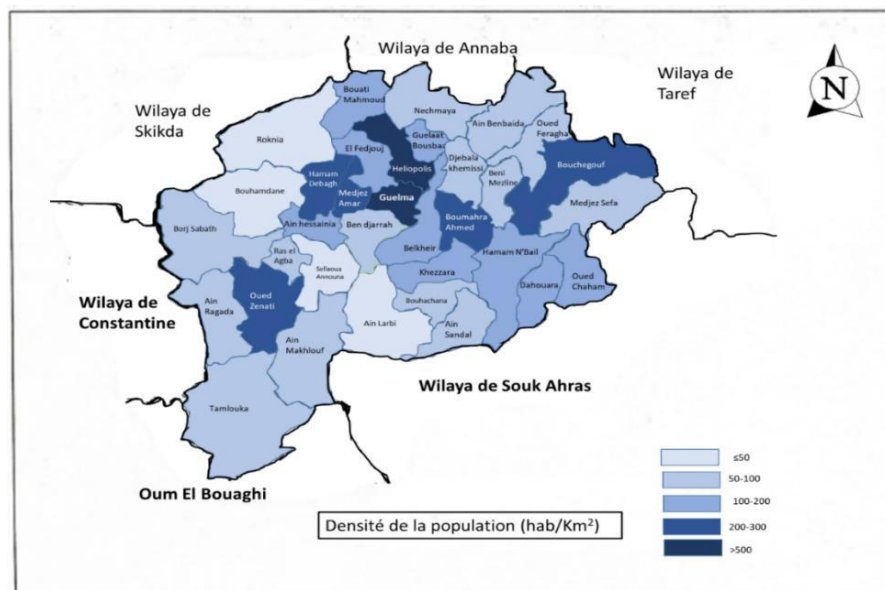 Wilaya de Annaba
Wilaya de
Taref
N
Wilaya de
Skikda
Bouati
Mahmoud
Nechmaya
Ain Benbaida
Oued
Feragha
Roknia
El Fedjouj
Guelaat
Bousbaa
Heliopolis
Djebala
khemissi
Bouchegouf
Hamam
Debagh
Beni
Mezline
Bouhamdane
Medjez
Amar
Guelma
Medjez Sefa
Borj Sabath
Ain hessainia
Ben djarrah
Boumahra
Ahmed
Ras el
Agba
Belkheir
Hamam N'Bail
Sellaoua
Announa
Khezzara
Oued
Chaham
Dahouara
Wilaya de
Constantine
Ain
Ragada
Oued
Zenati
Bouhachana
Ain Larbi
Ain
Sandal
Ain
Makhlouf
Wilaya de Souk Ahras
Tamlouka
Oum El Bouaghi
Densité de la population (hab/Km²)
≤50
50-100
100-200
200-300
>500